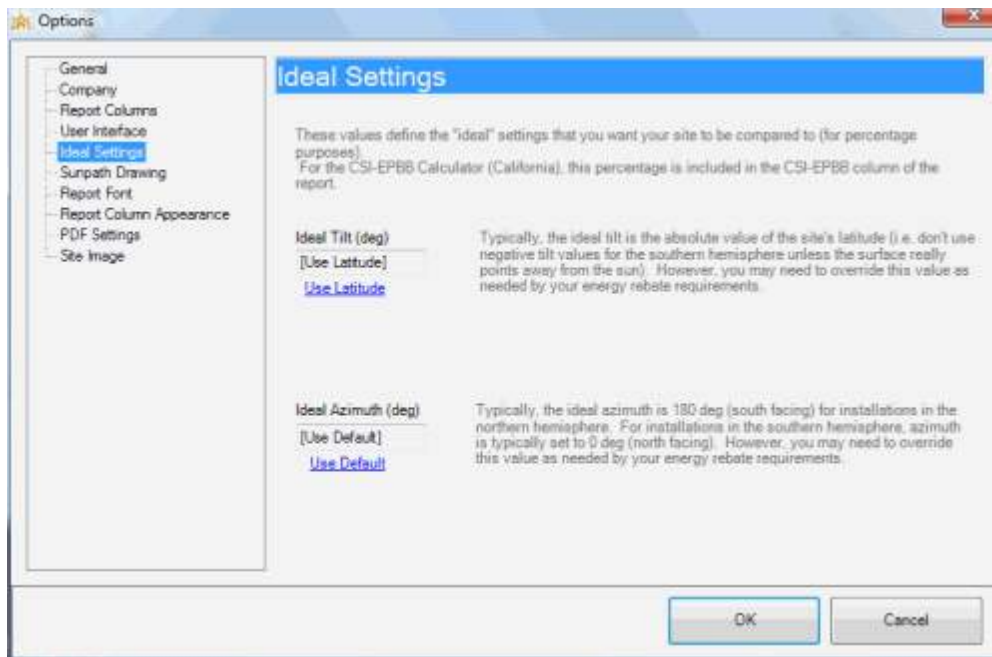 Options
General
Company
Report Columns
User Interface
Ideal Settings
Sunpath Drawing
Report Font
Report Column Appearance
PDF Settings
Site Image
Ideal Settings
These values define the "ideal" settings that you want your site to be compared to (for percentage
purposes).
For the CSI-EPBB Calculator (California), this percentage is included in the CSI-EPBB column of the
report.
Ideal Tilt (deg)
[Use Latitude]
Use Latitude
Typically, the ideal tilt is the absolute value of the site's latitude (i.e. don't use
negative tilt values for the southern hemisphere unless the surface really
points away from the sun). However, you may need to override this value as
needed by your energy rebate requirements.
Ideal Azimuth (deg)
[Use Default]
Use Default
Typically, the ideal azimuth is 180 deg (south facing) for installations in the
northern hemisphere. For installations in the southern hemisphere, azimuth
is typically set to 0 deg (north facing). However, you may need to override
this value as needed by your energy rebate requirements.
OK
Cancel